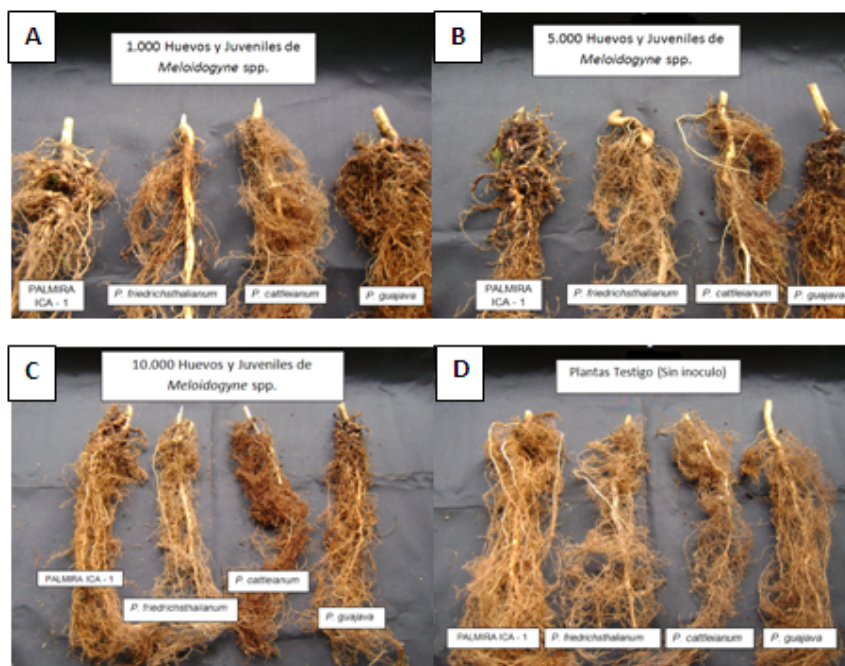 A
1.000 Huevos y Juveniles de
Meloidogyne spp.
PALMIRA
ICA - 1
P. friedrichsthalianum
P. cattleianum
P. guajava
B
5.000 Huevos y Juveniles de
Meloidogyne spp.
PALMIRA
ICA - 1
P. friedrichsthalianum
P. cattleianum
P. guajava
C
10.000 Huevos y Juveniles de
Meloidogyne spp.
PALMIRA ICA - 1
P. friedrichsthalianum
P. cattleianum
P. guajava
D
Plantas Testigo (Sin inoculo)
PALMIRA ICA - 1
P. friedrichsthalianum
P. cattleianum
P. guajava